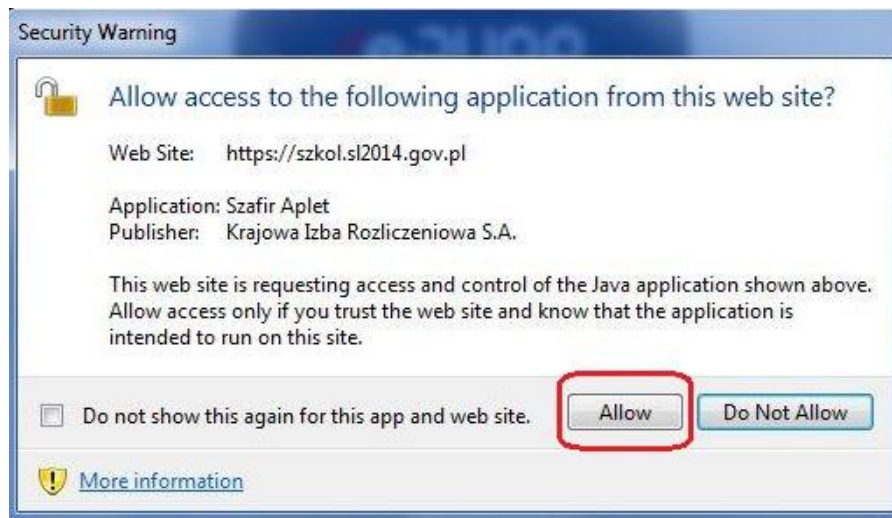 Security Warning
Allow access to the following application from this web site?
Web Site: https://szkol.sl2014.gov.pl
Application: Szafir Aplet
Publisher: Krajowa Izba Rozliczeniowa S.A.
This web site is requesting access and control of the Java application shown above.
Allow access only if you trust the web site and know that the application is
intended to run on this site.
Do not show this again for this app and web site.
Allow
Do Not Allow
More information